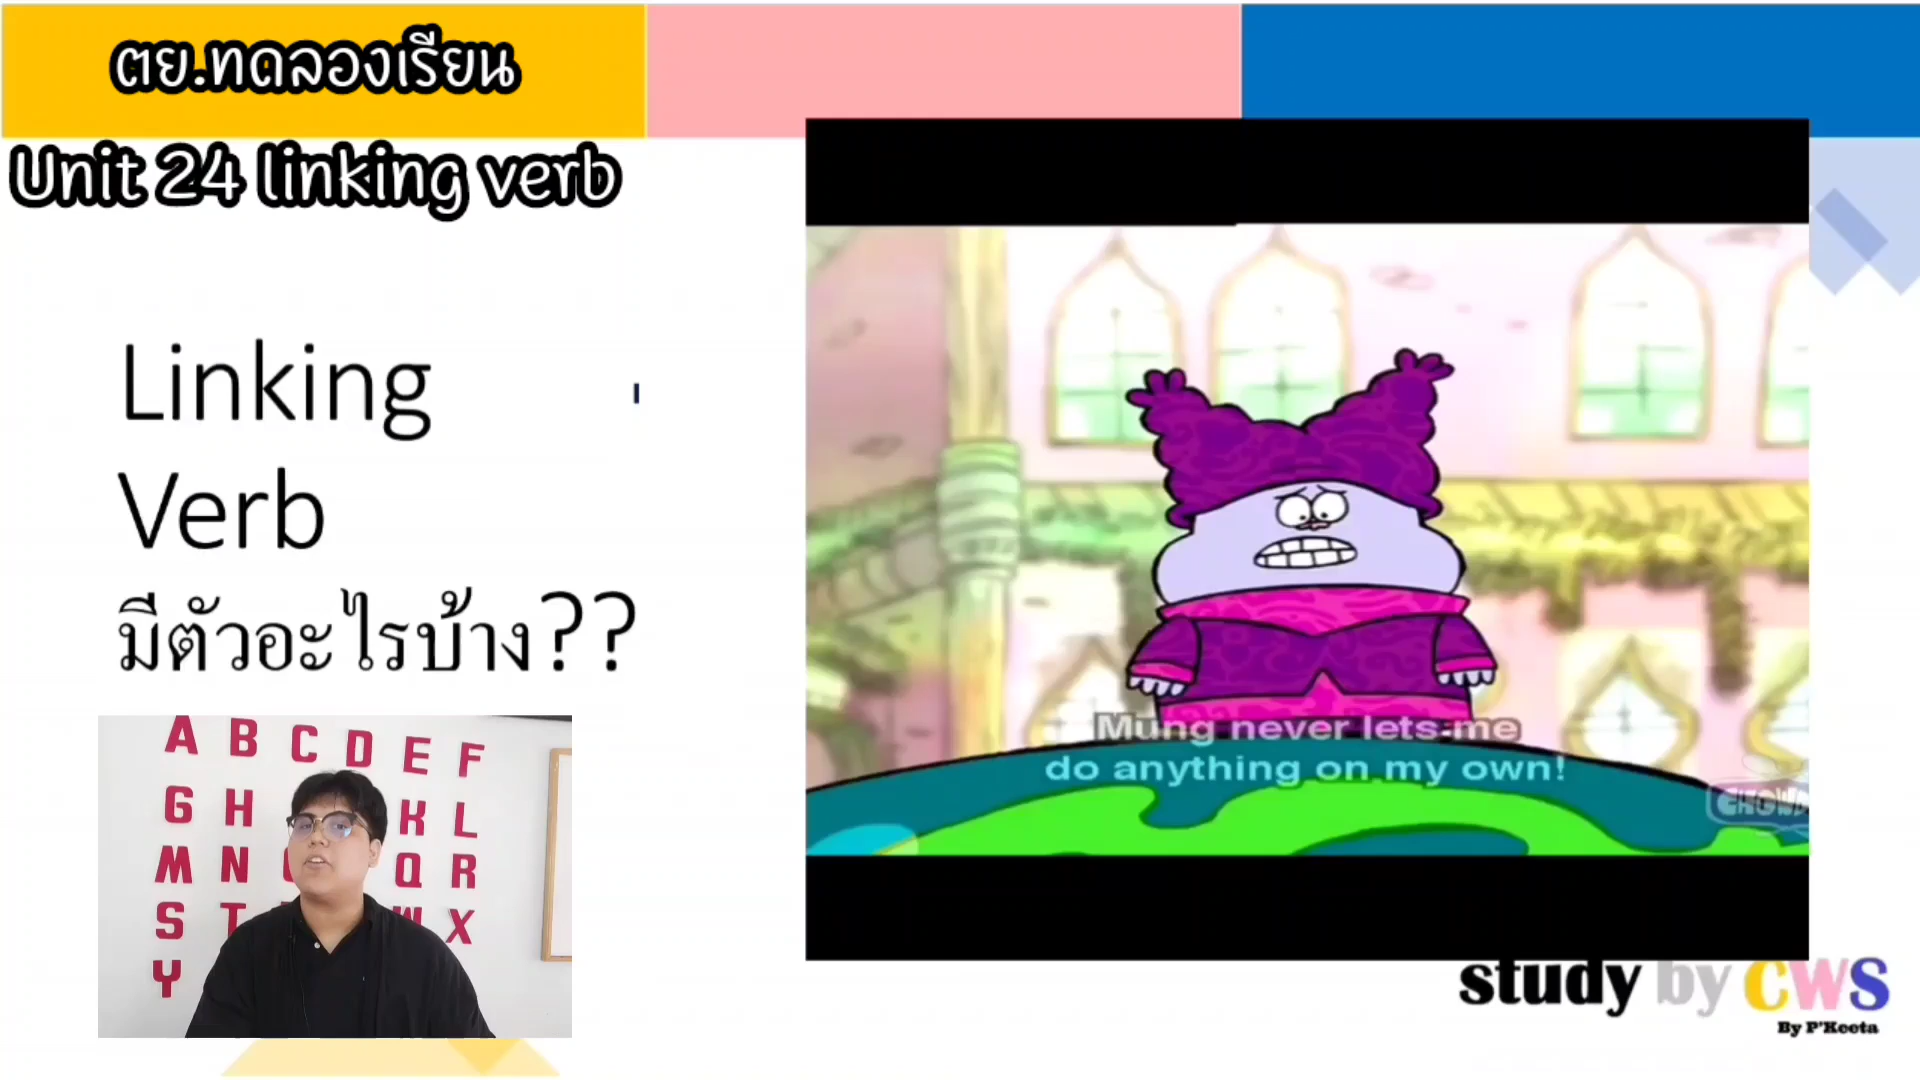 ตย.ทดลองเรียน
Unit 24 linking verb
Linking
Verb
มีตัวอะไรบ้าง??
A B C D E F
G H K L
M N Q R
S T W X
Y
Mung never lets me
do anything on my own!
study by CWS
By P'Keeta